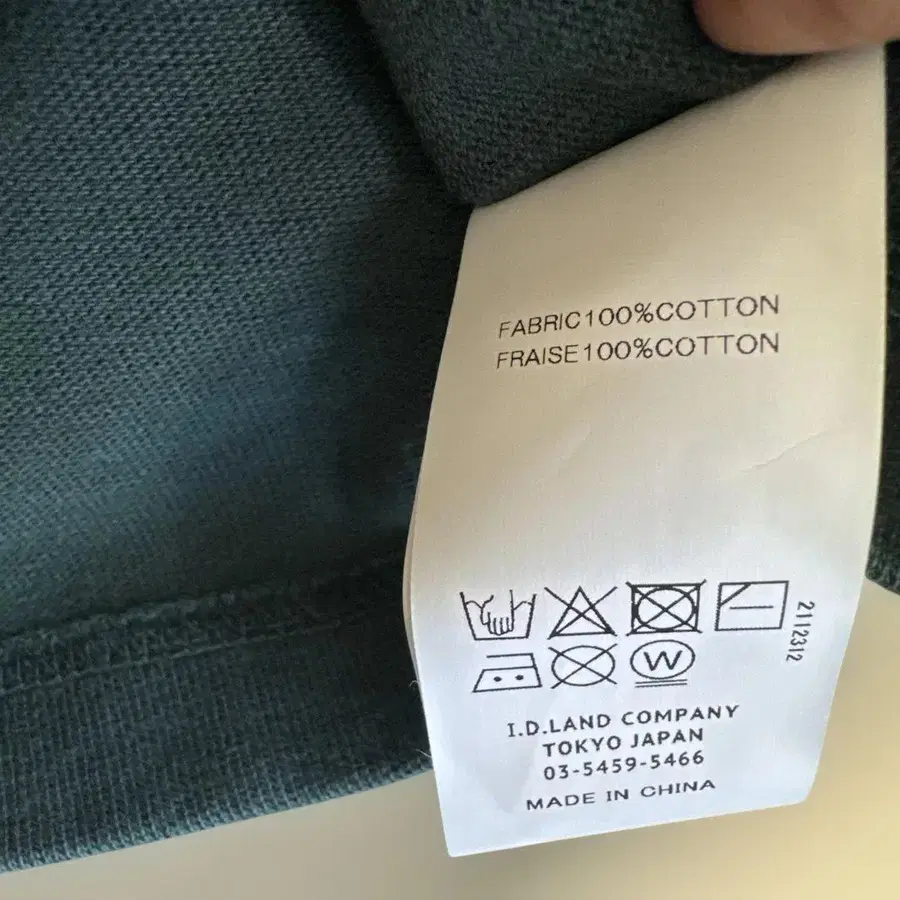 FABRIC100%COTTON
FRAISE100%COTTON
2112312
W
I.D.LAND COMPANY
TOKYO JAPAN
03-5459-5466
MADE IN CHINA